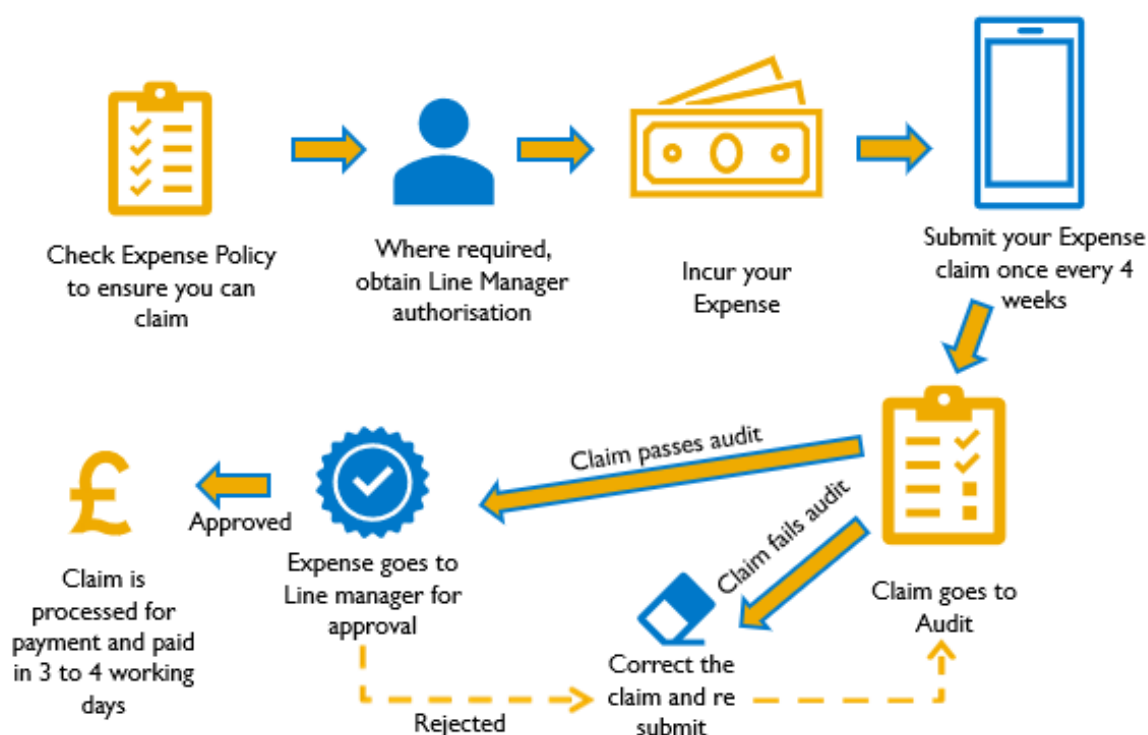 Check Expense Policy
to ensure you can
claim
Where required,
obtain Line Manager
authorisation
Incur your
Expense
Submit your Expense
claim once every 4
weeks
Claim goes to
Audit
Claim passes audit
Claim fails audit
Expense goes to
Line manager for
approval
Approved
£
Claim is
processed for
payment and paid
in 3 to 4 working
days
Rejected
Correct the
claim and re
submit